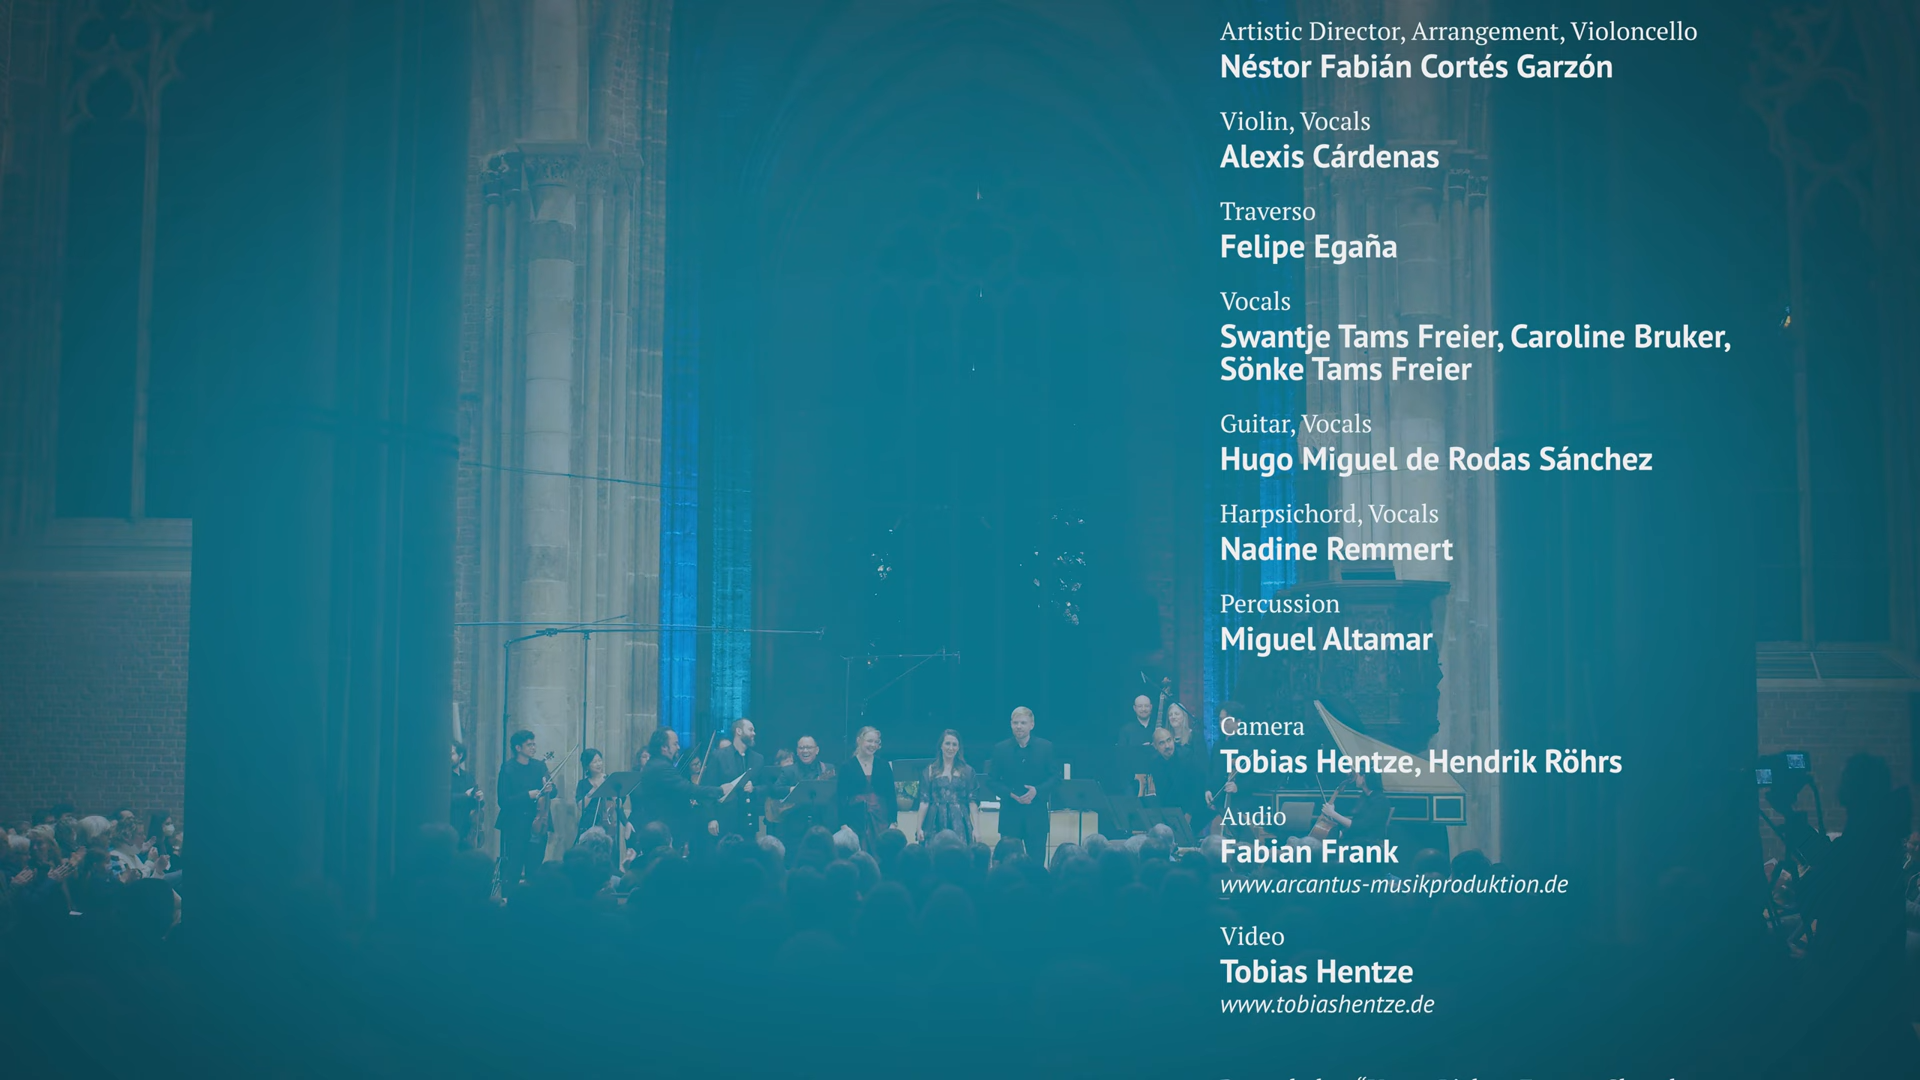 Artistic Director, Arrangement, Violoncello
Néstor Fabián Cortés Garzón
Violin, Vocals
Alexis Cárdenas
Traverso
Felipe Egaña
Vocals
Swantje Tams Freier, Caroline Bruker,
Sönke Tams Freier
Guitar, Vocals
Hugo Miguel de Rodas Sánchez
Harpsichord, Vocals
Nadine Remmert
Percussion
Miguel Altamar
Camera
Tobias Hentze, Hendrik Röhrs
Audio
Fabian Frank
www.arcantus-musikproduktion.de
Video
Tobias Hentze
www.tobiashentze.de